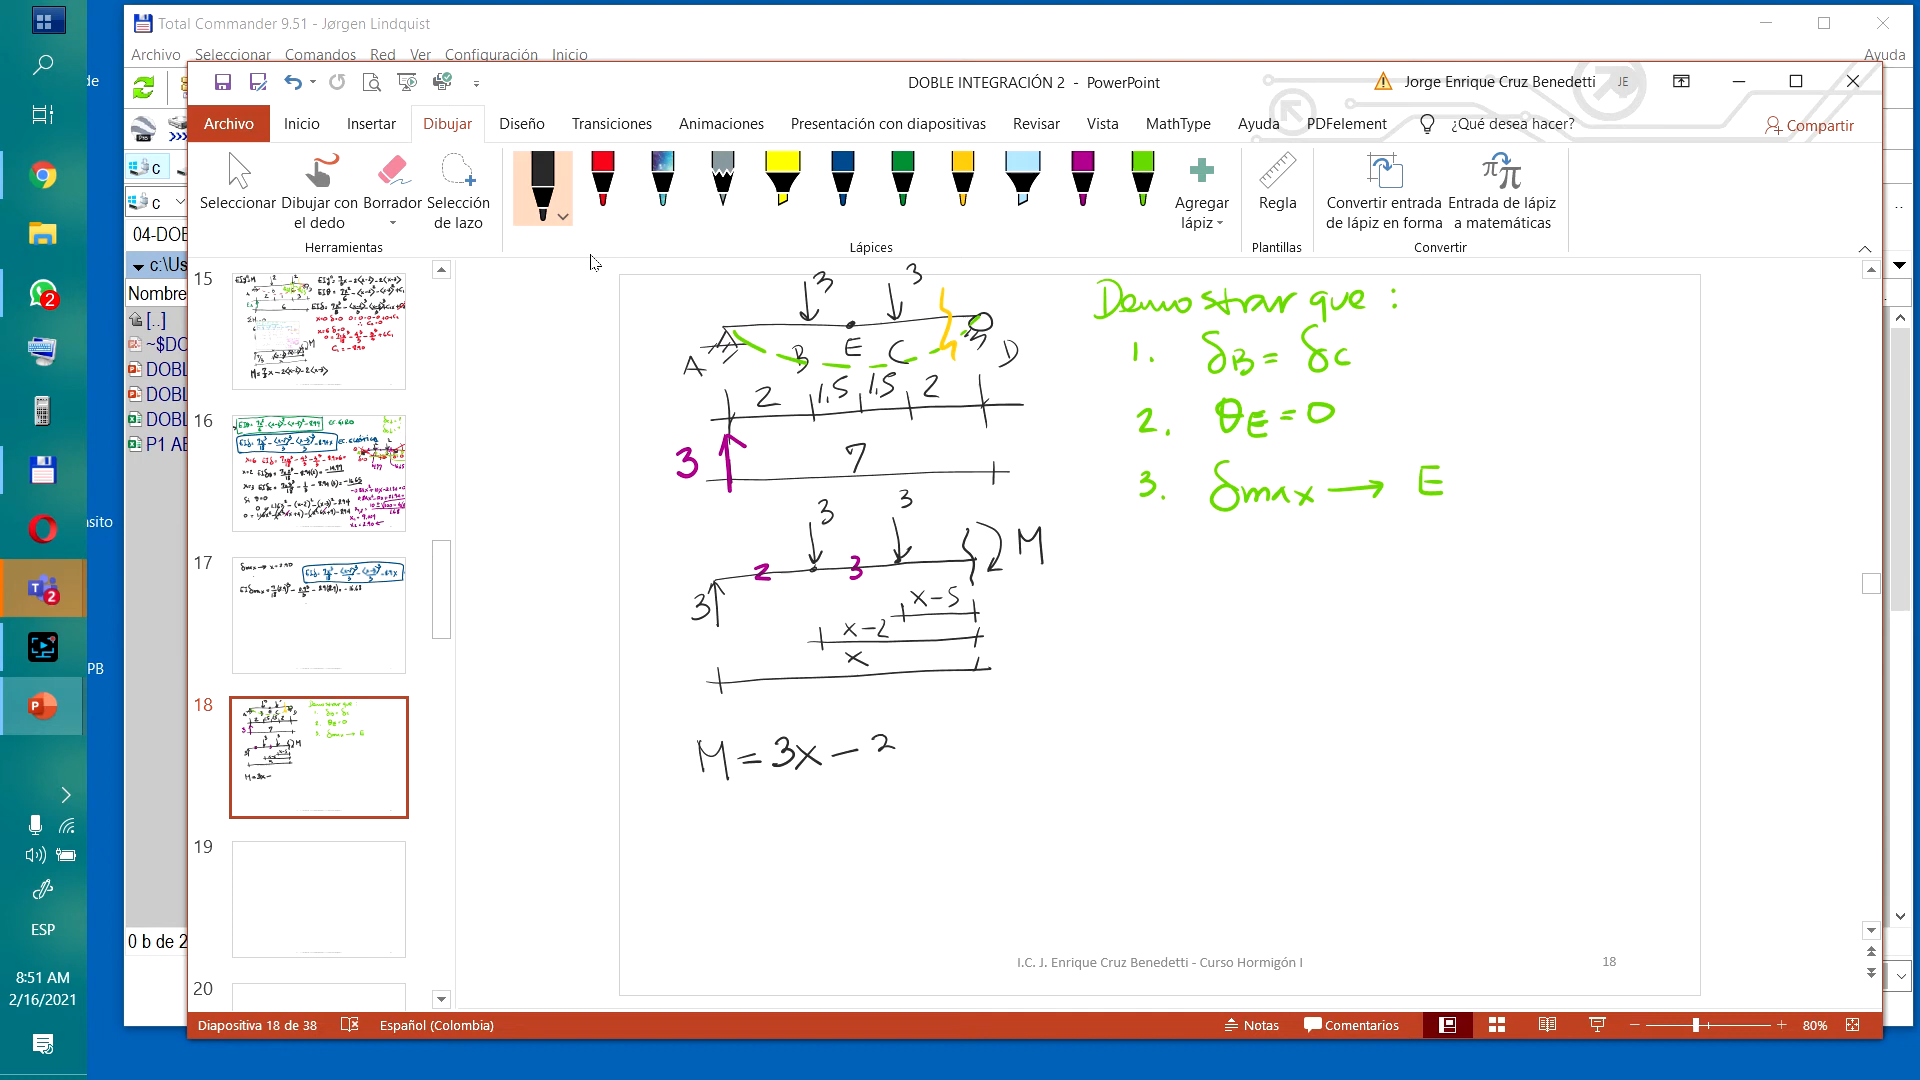 Total Commander 9.51 - Jørgen Lindquist
Archivo Seleccionar Comandos Red Ver Configuración Inicio Ayuda
DOBLE INTEGRACIÓN 2 - PowerPoint
Jorge Enrique Cruz Benedetti JE
Archivo Inicio Insertar Dibujar Diseño Transiciones Animaciones Presentación con diapositivas Revisar Vista MathType Ayuda PDFelement ¿Qué desea hacer? Compartir
Seleccionar
Dibujar con el dedo
Borrador
Selección de lazo
Agregar lápiz
Regla
Convertir entrada de lápiz en forma
Entrada de lápiz a matemáticas
Herramientas Lápices Plantillas Convertir
de
c
c
04-DOE
c:\Us
Nombre
[..]
~$DO
DOBL
DOBL
DOBL
P1 AE
0 b de 2
sito
PB
2
2
ESP
8:51 AM
2/16/2021
15
16
17
18
19
20
3 3
A B E C D
2 1,5 1,5 2
3
7
3 3
2 3 M
3
x-5
x-2
x
M = 3x - 2
Demostrar que :
1. δB = δC
2. θE = 0
3. δmax → E
I.C. J. Enrique Cruz Benedetti - Curso Hormigón I 18
Diapositiva 18 de 38 Español (Colombia) Notas Comentarios 80%